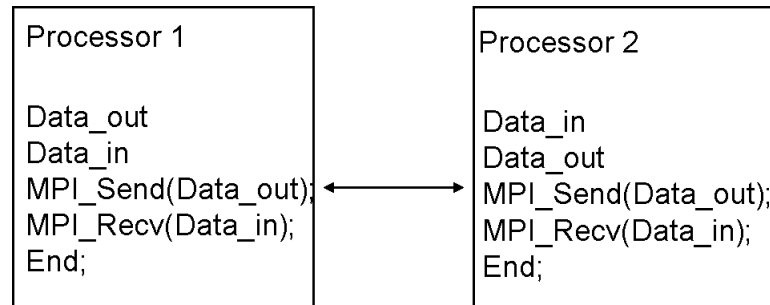 Processor 1
Data_out
Data_in
MPI_Send(Data_out);
MPI_Recv(Data_in);
End;
Processor 2
Data_in
Data_out
MPI_Send(Data_out);
MPI_Recv(Data_in);
End;